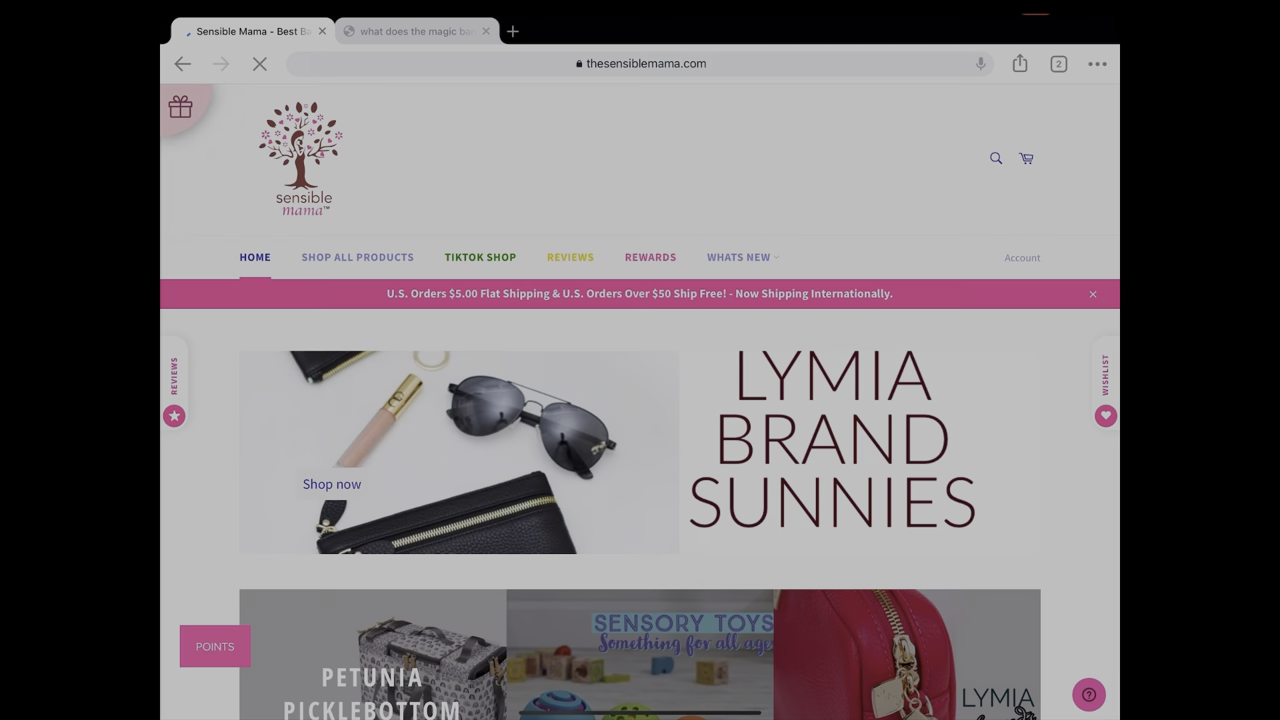 Sensible Mama - Best Ba
what does the magic ba
thesensiblemama.com
2
sensible
mama™
HOME SHOP ALL PRODUCTS TIKTOK SHOP REVIEWS REWARDS WHATS NEW Account
U.S. Orders $5.00 Flat Shipping & U.S. Orders Over $50 Ship Free! - Now Shipping Internationally.
REVIEWS
WISHLIST
LYMIA
BRAND
SUNNIES
Shop now
SENSORY TOYS
Something for all ages
POINTS
PETUNIA
PICKLEBOTTOM
LYMIA